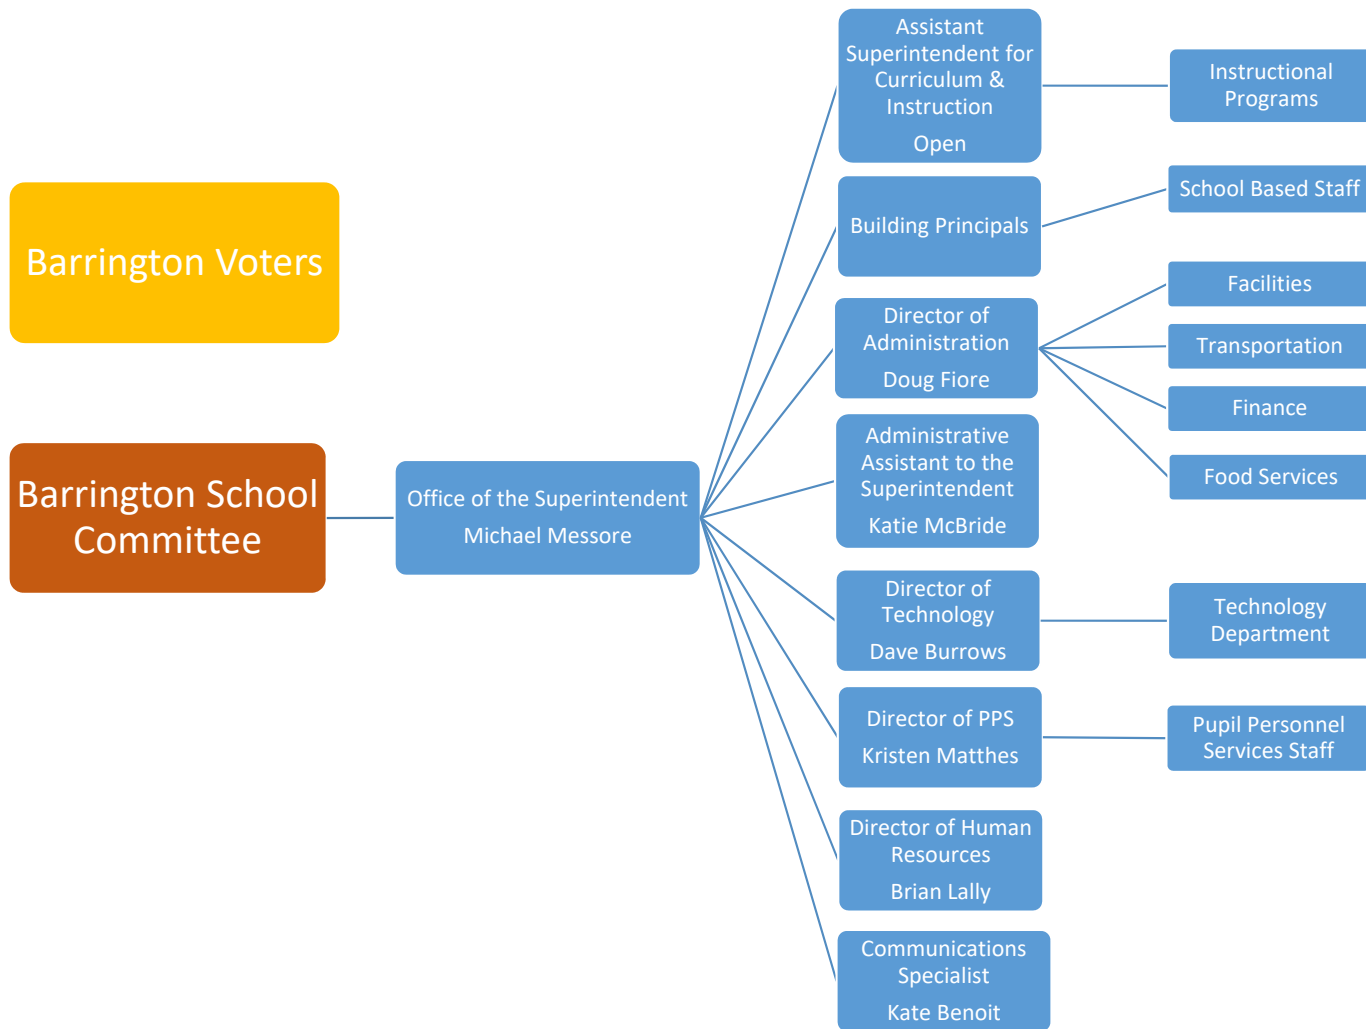 Barrington Voters
Barrington School
Committee
Office of the Superintendent
Michael Messore
Assistant
Superintendent for
Curriculum &
Instruction
Open
Building Principals
Director of
Administration
Doug Fiore
Administrative
Assistant to the
Superintendent
Katie McBride
Director of
Technology
Dave Burrows
Director of PPS
Kristen Matthes
Director of Human
Resources
Brian Lally
Communications
Specialist
Kate Benoit
Instructional
Programs
School Based Staff
Facilities
Transportation
Finance
Food Services
Technology
Department
Pupil Personnel
Services Staff